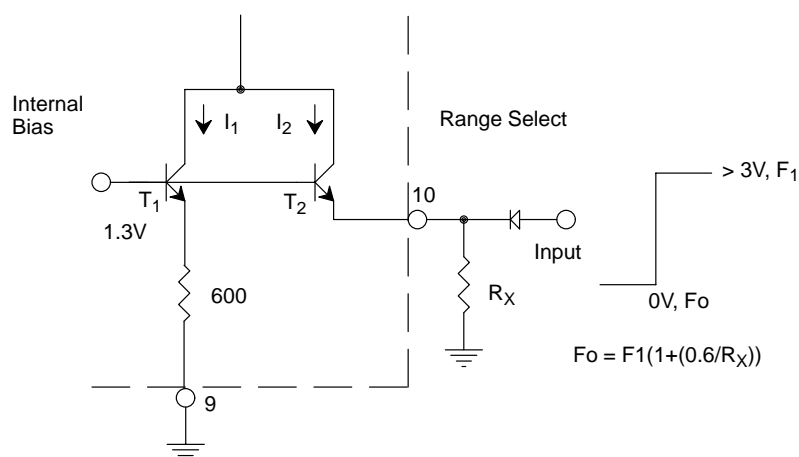 Internal
Bias
I1
I2
Range Select
> 3V, F1
T1
T2
10
1.3V
Input
600
RX
0V, Fo
Fo = F1(1+(0.6/RX))
9